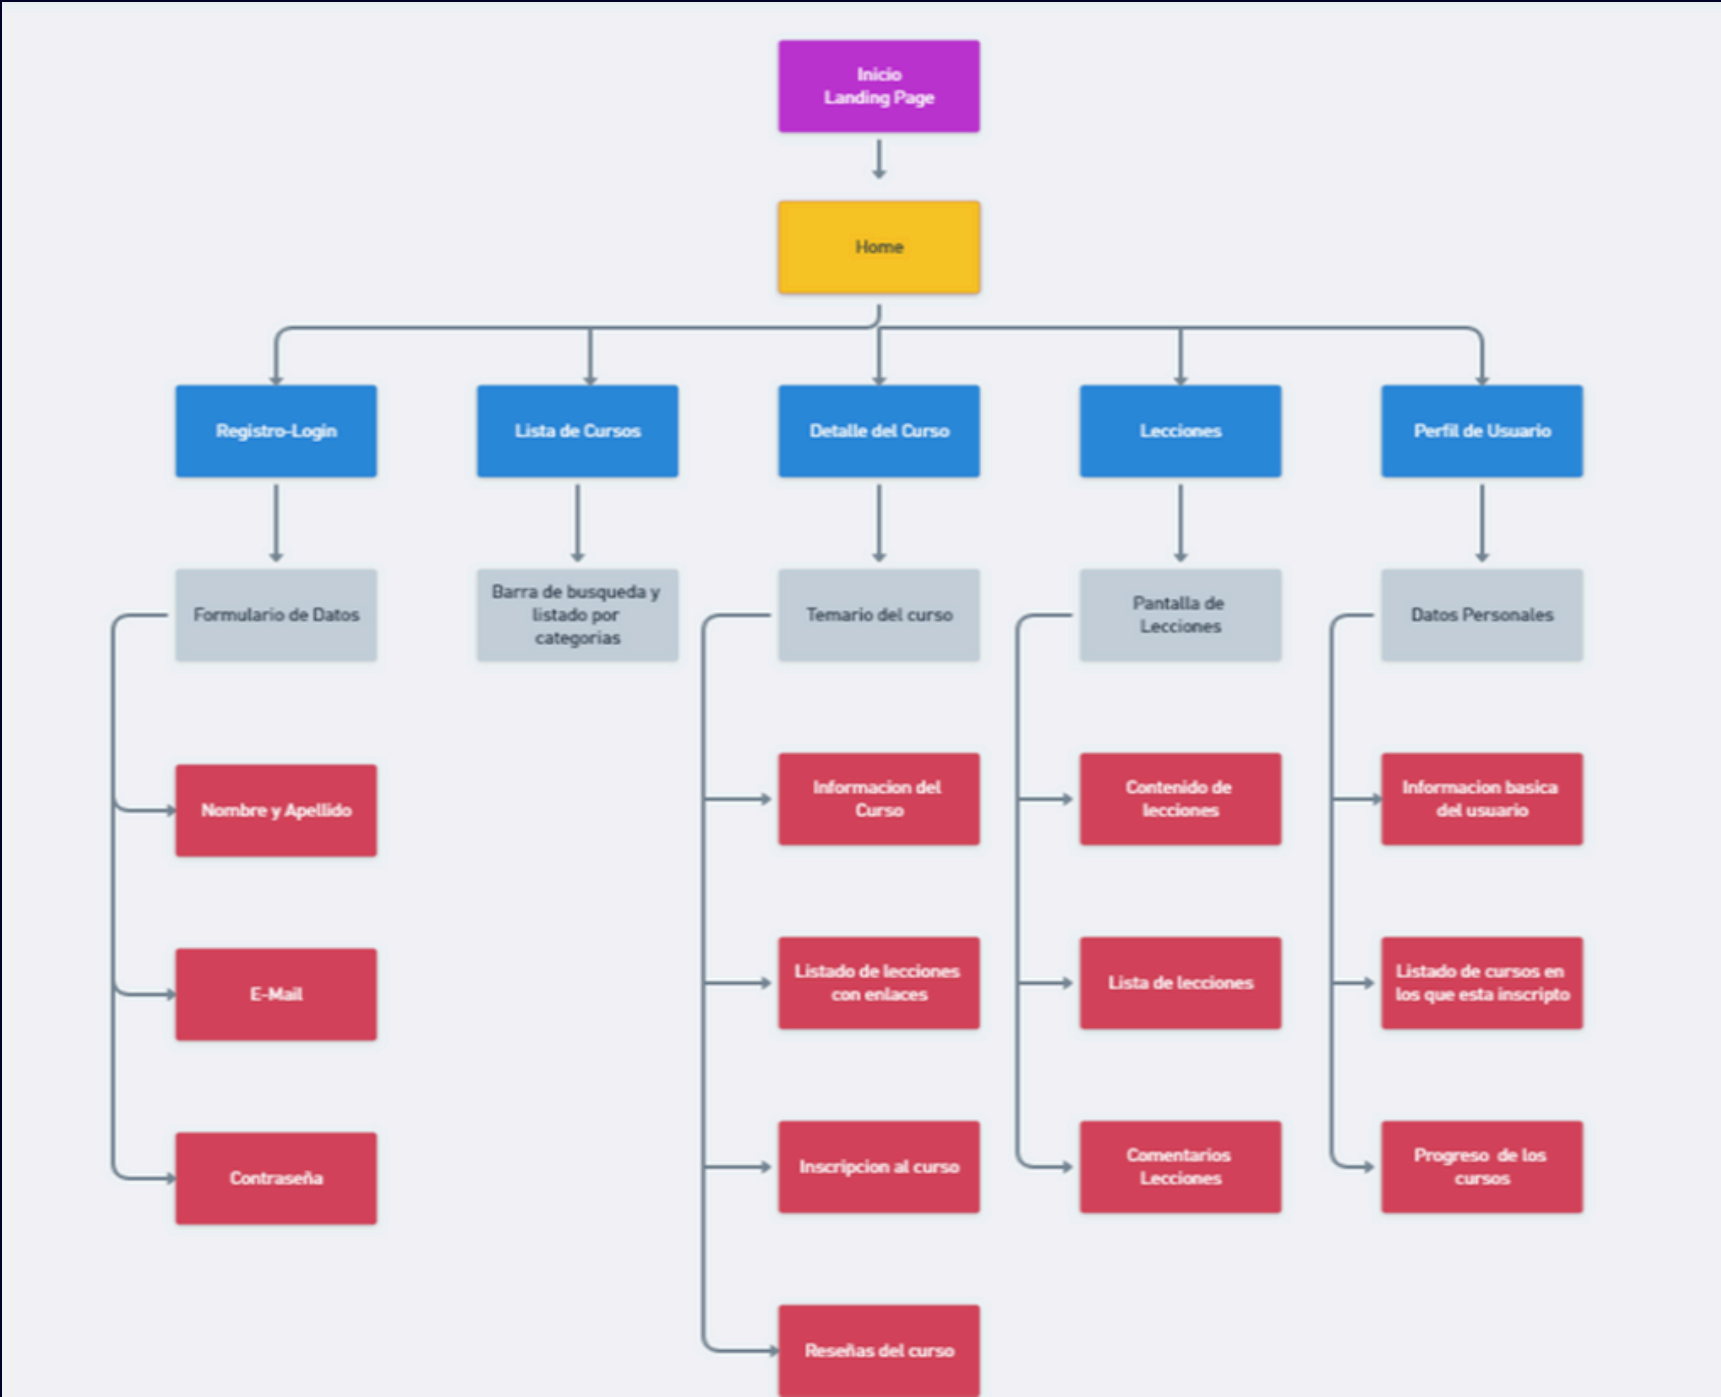 Inicio
Landing Page
Home
Registro-Login
Lista de Cursos
Detalle del Curso
Lecciones
Perfil de Usuario
Formulario de Datos
Barra de busqueda y
listado por
categorias
Temario del curso
Pantalla de
Lecciones
Datos Personales
Nombre y Apellido
Informacion del
Curso
Contenido de
lecciones
Informacion basica
del usuario
E-Mail
Listado de lecciones
con enlaces
Lista de lecciones
Listado de cursos en
los que esta inscripto
Contraseña
Inscripcion al curso
Comentarios
Lecciones
Progreso de los
cursos
Reseñas del curso